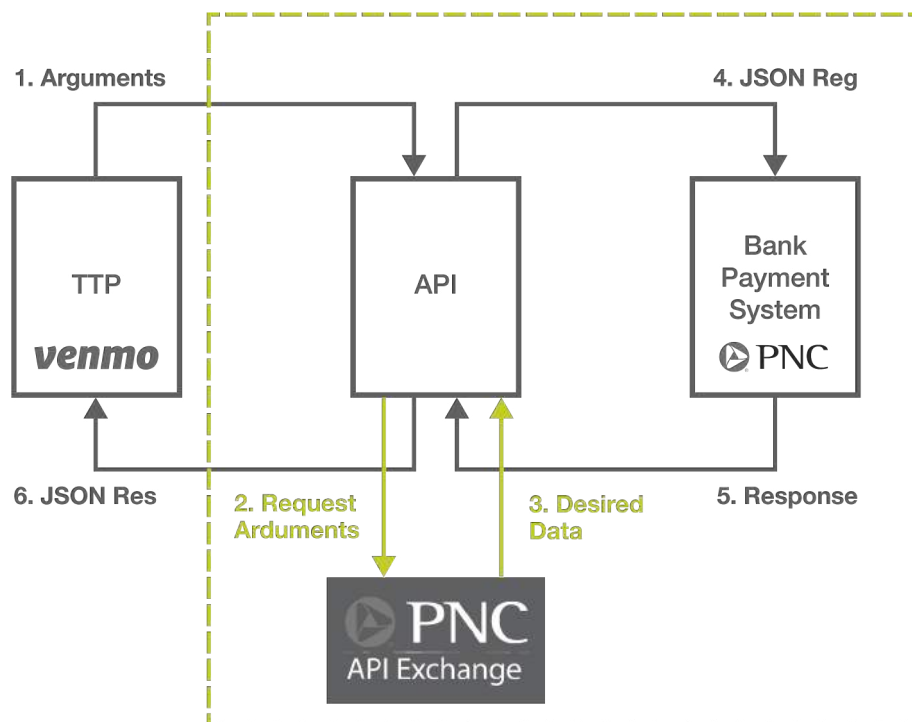 1. Arguments
4. JSON Reg
TTP
venmo
API
Bank
Payment
System
PNC
6. JSON Res
2. Request
Arduments
3. Desired
Data
5. Response
PNC
API Exchange